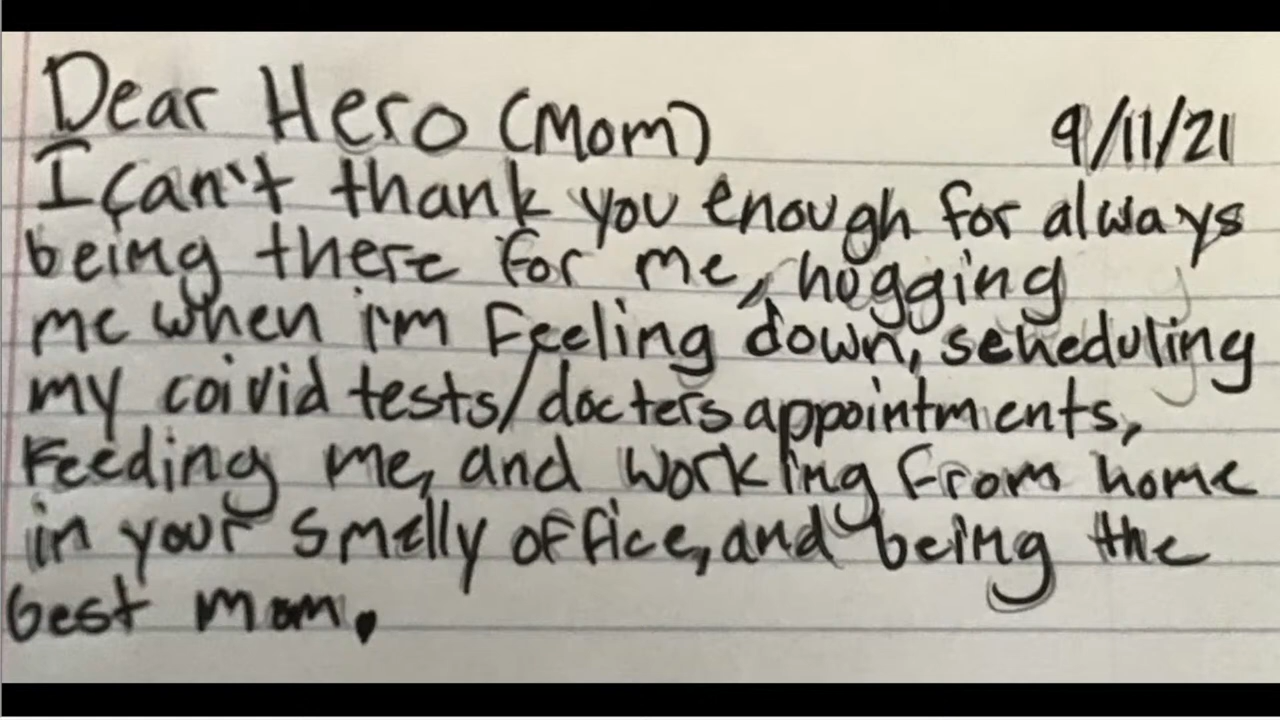 Dear Hero (Mom) 9/11/21
I can't thank you enough for always
being there for me, hugging
me when i'm feeling down, scheduling
my coivid tests/docters appointments,
Feeding me, and working from home
in your smelly office, and being the
best mom.